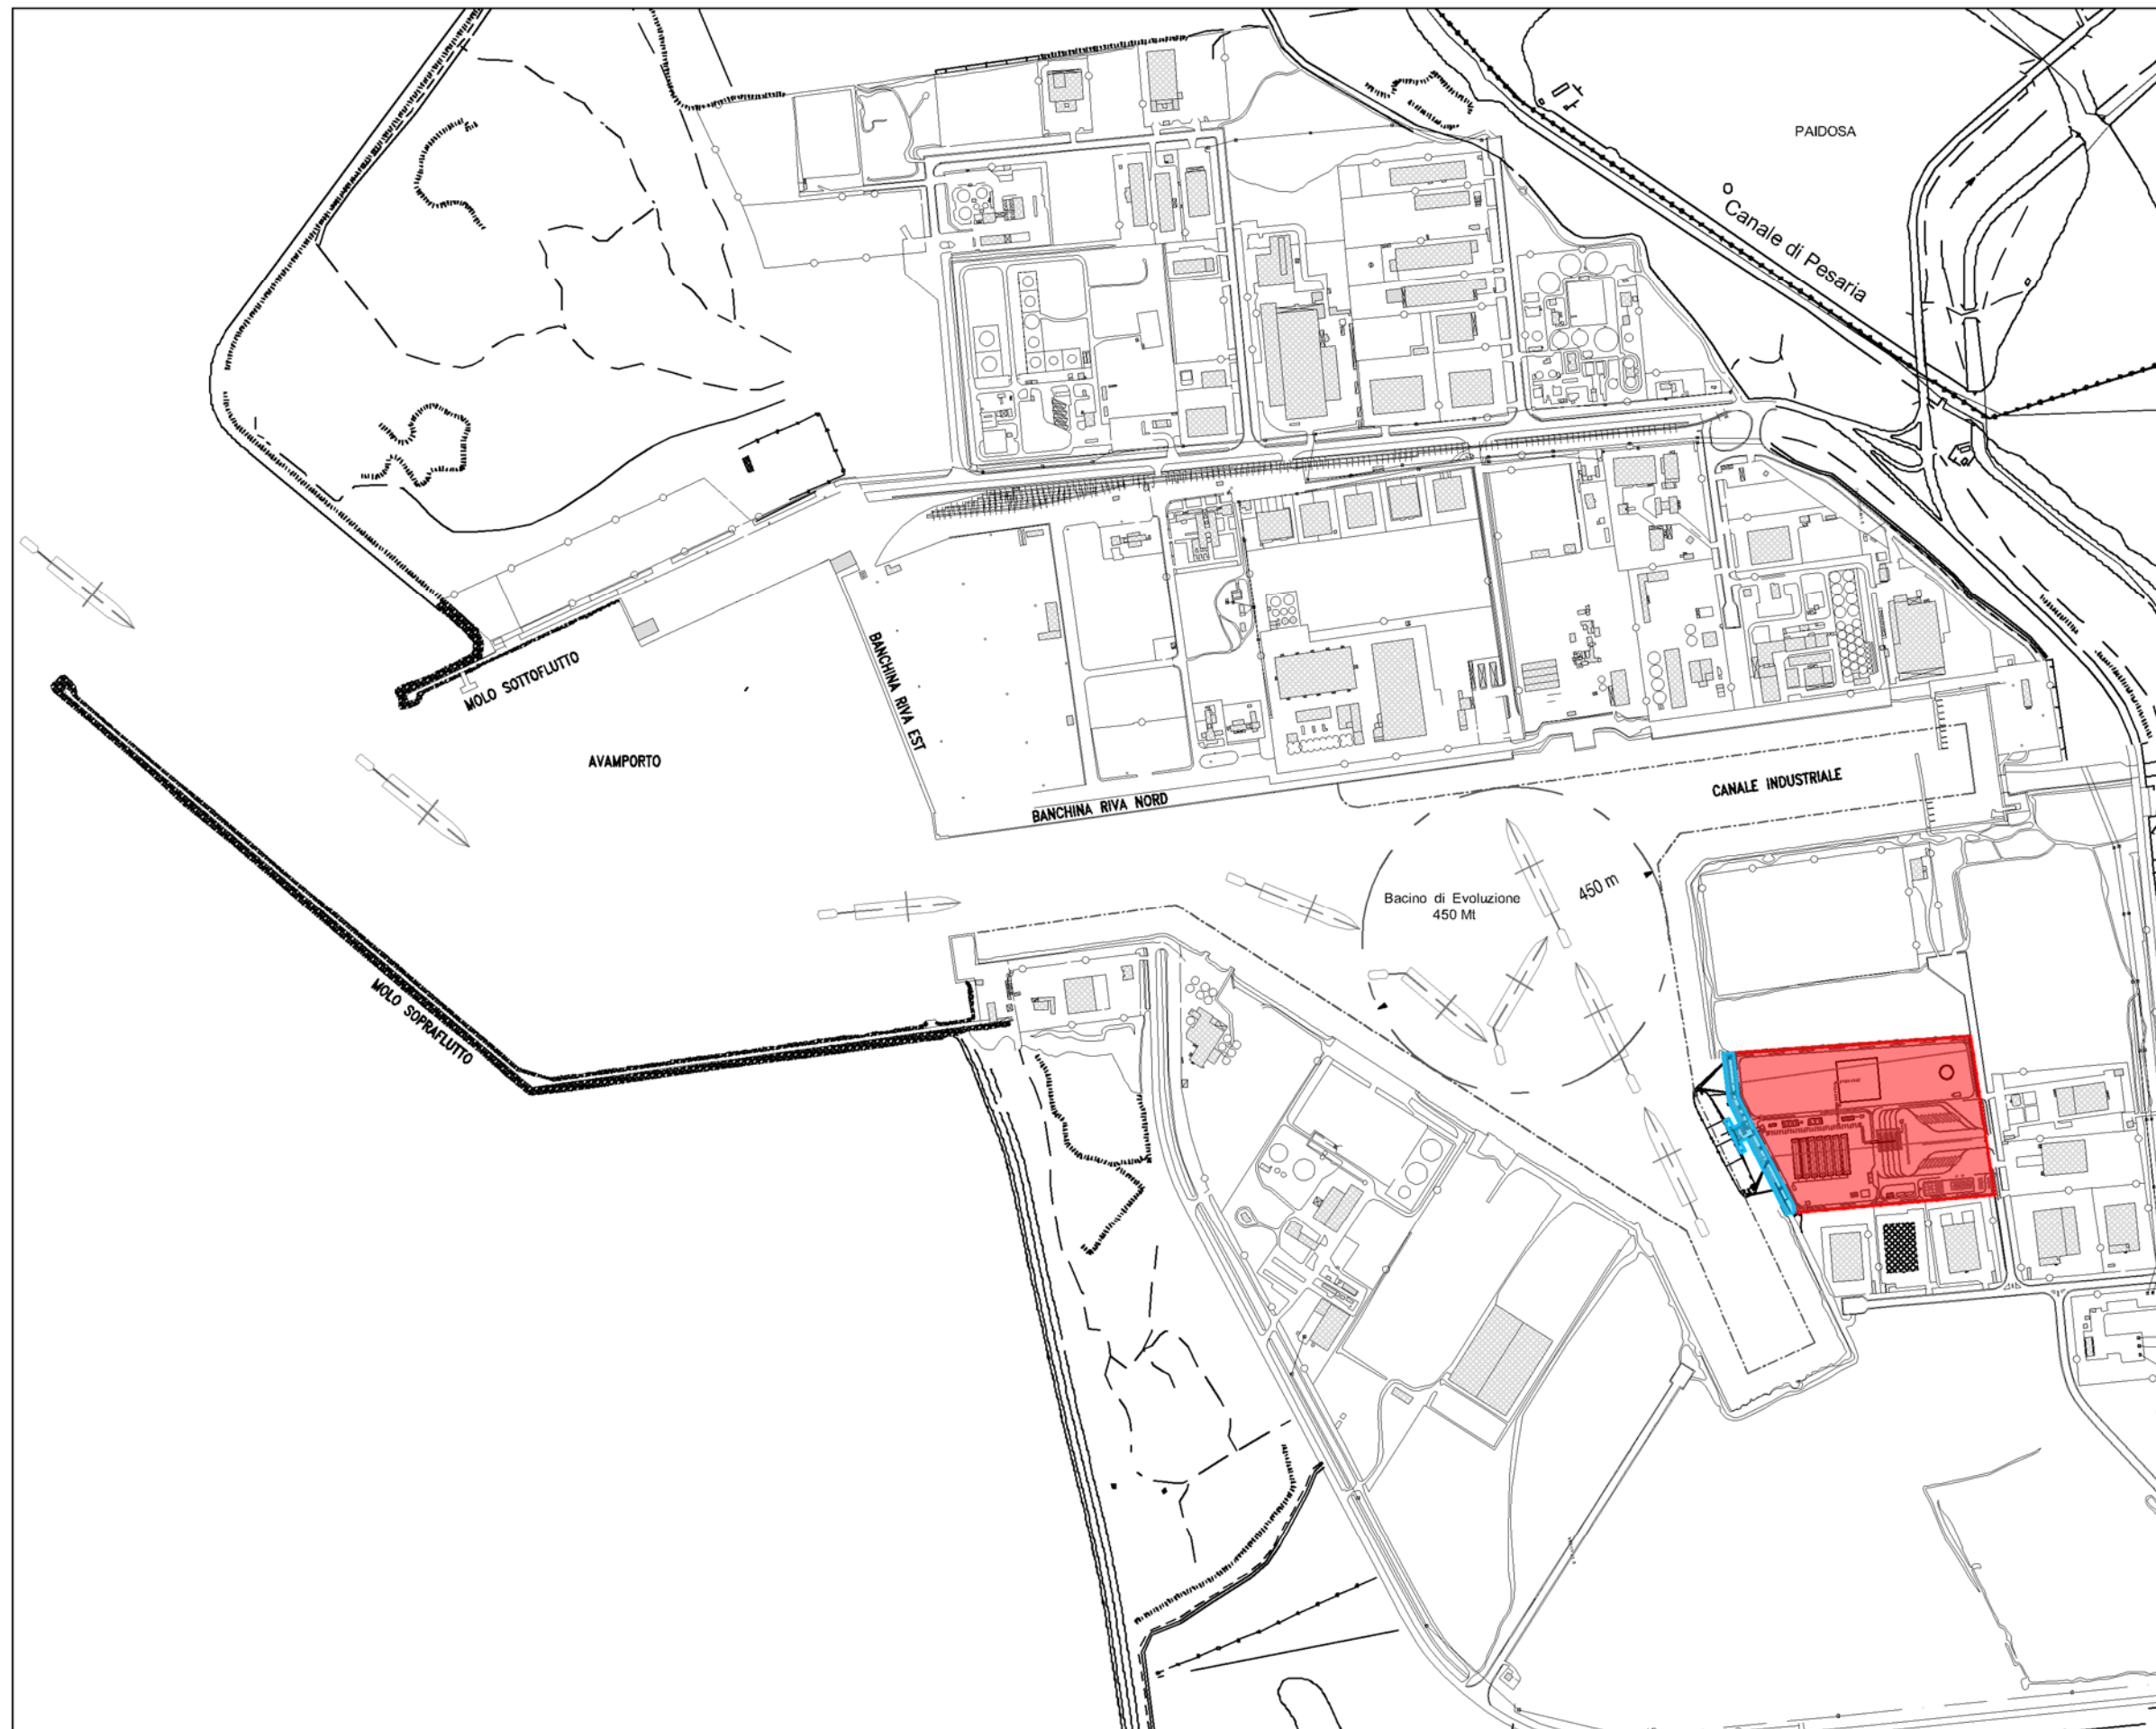 PAIDOSA
Canale di Pesaria
MOLO SOTTOFLUTTO
BANCHINA RIVA EST
AVAMPORTO
CANALE INDUSTRIALE
BANCHINA RIVA NORD
450 m
Bacino di Evoluzione
450 Mt
MOLO SOPRAFLUTTO